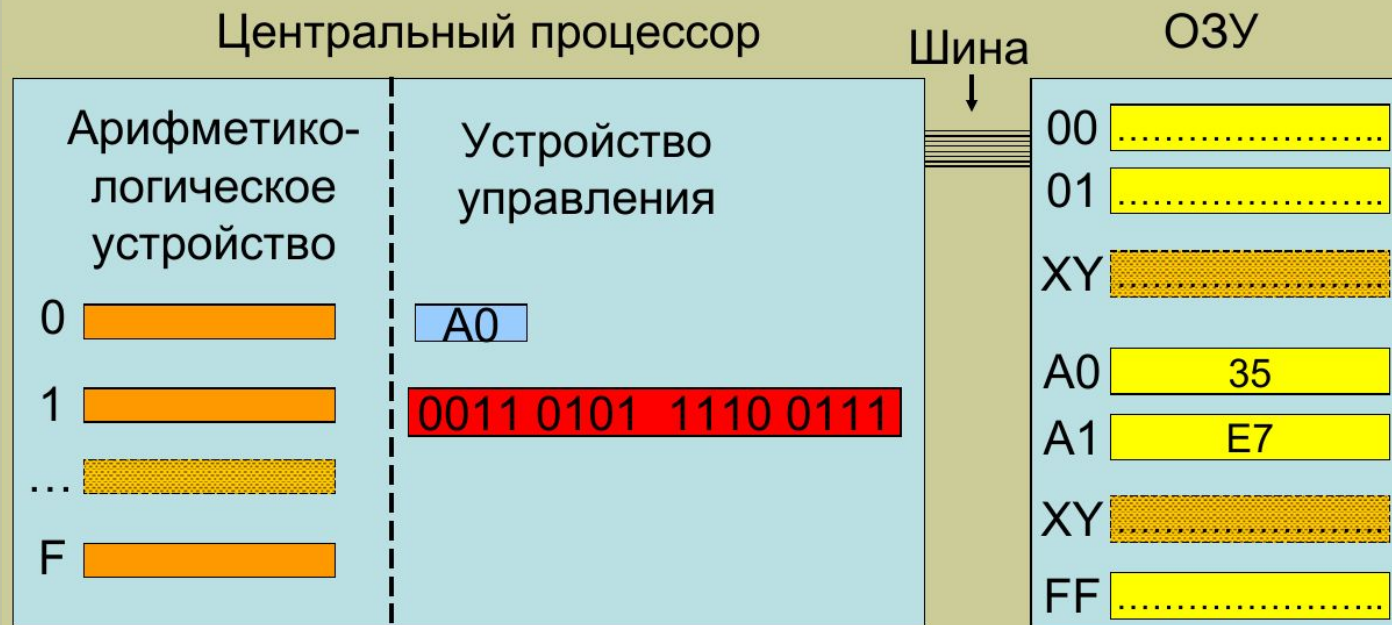 Центральный процессор
Шина
ОЗУ
Арифметико-
логическое
устройство
0
1
...
F
Устройство
управления
A0
0011 0101 1110 0111
00 ........................
01 ........................
XY ........................
A0 35
A1 E7
XY ........................
FF ........................